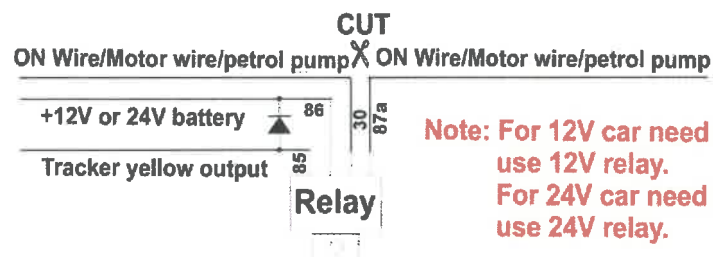 CUT
ON Wire/Motor wire/petrol pump ON Wire/Motor wire/petrol pump
+12V or 24V battery
86
30
87a
Tracker yellow output
85
Relay
Note: For 12V car need
use 12V relay.
For 24V car need
use 24V relay.